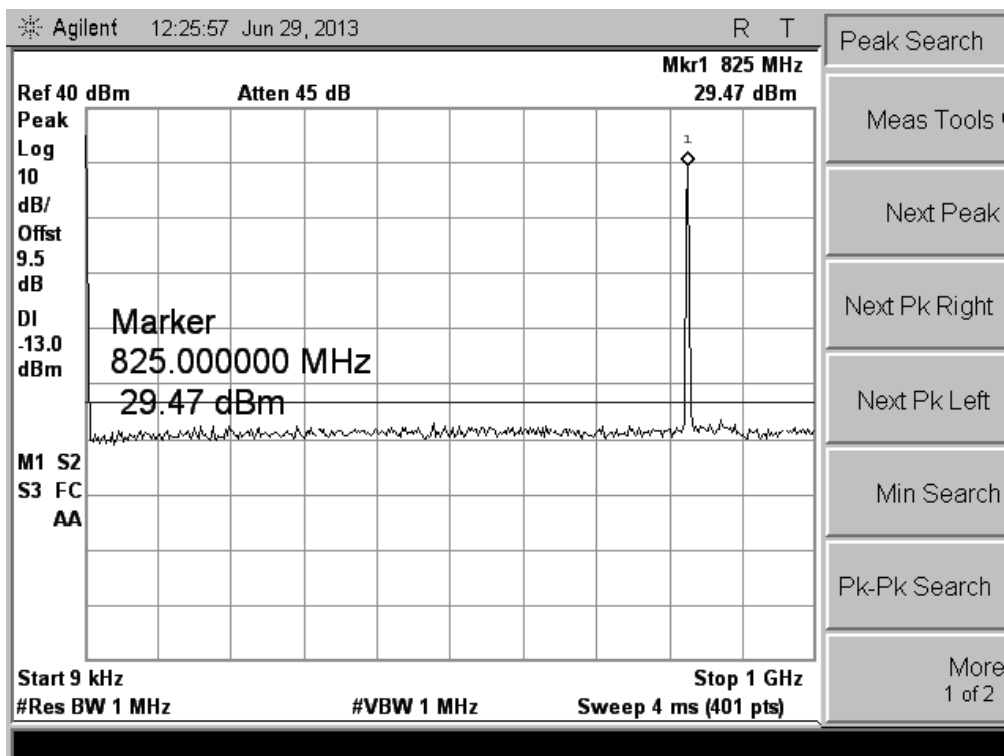 Agilent 12:25:57 Jun 29, 2013 R T
Peak Search
Mkr1 825 MHz
Ref 40 dBm Atten 45 dB 29.47 dBm
Peak
Log
10
dB/
Offst
9.5
dB
DI
-13.0
dBm
1
Marker
825.000000 MHz
29.47 dBm
M1 S2
S3 FC
AA
Start 9 kHz Stop 1 GHz
#Res BW 1 MHz #VBW 1 MHz Sweep 4 ms (401 pts)
Meas Tools
Next Peak
Next Pk Right
Next Pk Left
Min Search
Pk-Pk Search
More
1 of 2